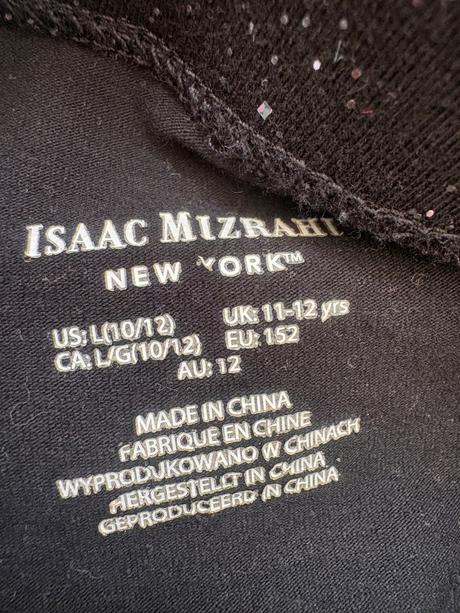 ISAAC MIZRAHI
NEW YORK™
US: L(10/12) UK: 11-12 yrs
CA: L/G(10/12) EU: 152
AU: 12
MADE IN CHINA
FABRIQUE EN CHINE
WYPRODUKOWANO W CHINACH
HERGESTELLT IN CHINA
GEPRODUCEERD IN CHINA